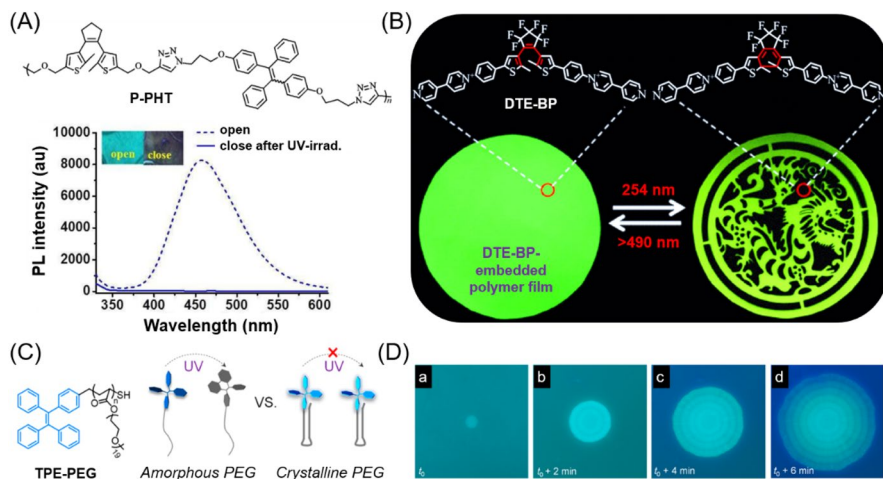 (A)
P-PHT
N=N
N
O
S
S
O
O
N
N=N
O
O
N
N=N
n
PL intensity (au)
10000
8000
6000
4000
2000
0
open
close after UV-irrad.
open close
350 400 450 500 550 600
Wavelength (nm)
(B)
F F F F F F
S S
N N+ N+ N
DTE-BP
F F F F F F
S S
N N+ N+ N
254 nm
>490 nm
DTE-BP-
embedded
polymer film
(C)
SH
n
O
O
O
19
TPE-PEG
UV
Amorphous PEG
VS.
UV
Crystalline PEG
(D)
a
t0
b
t0 + 2 min
c
t0 + 4 min
d
t0 + 6 min